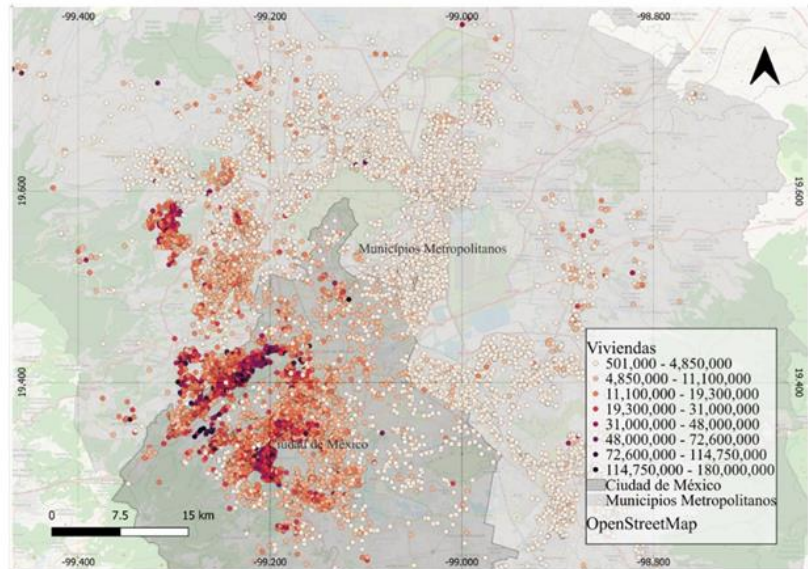 -99.400 -99.200 -99.000 -98.800
19.600 19.600
Municipios Metropolitanos
19.400 19.400
Ciudad de México
Viviendas
501,000 - 4,850,000
4,850,000 - 11,100,000
11,100,000 - 19,300,000
19,300,000 - 31,000,000
31,000,000 - 48,000,000
48,000,000 - 72,600,000
72,600,000 - 114,750,000
114,750,000 - 180,000,000
Ciudad de México
Municipios Metropolitanos
OpenStreetMap
0 7.5 15 km
-99.400 -99.200 -99.000 -98.800